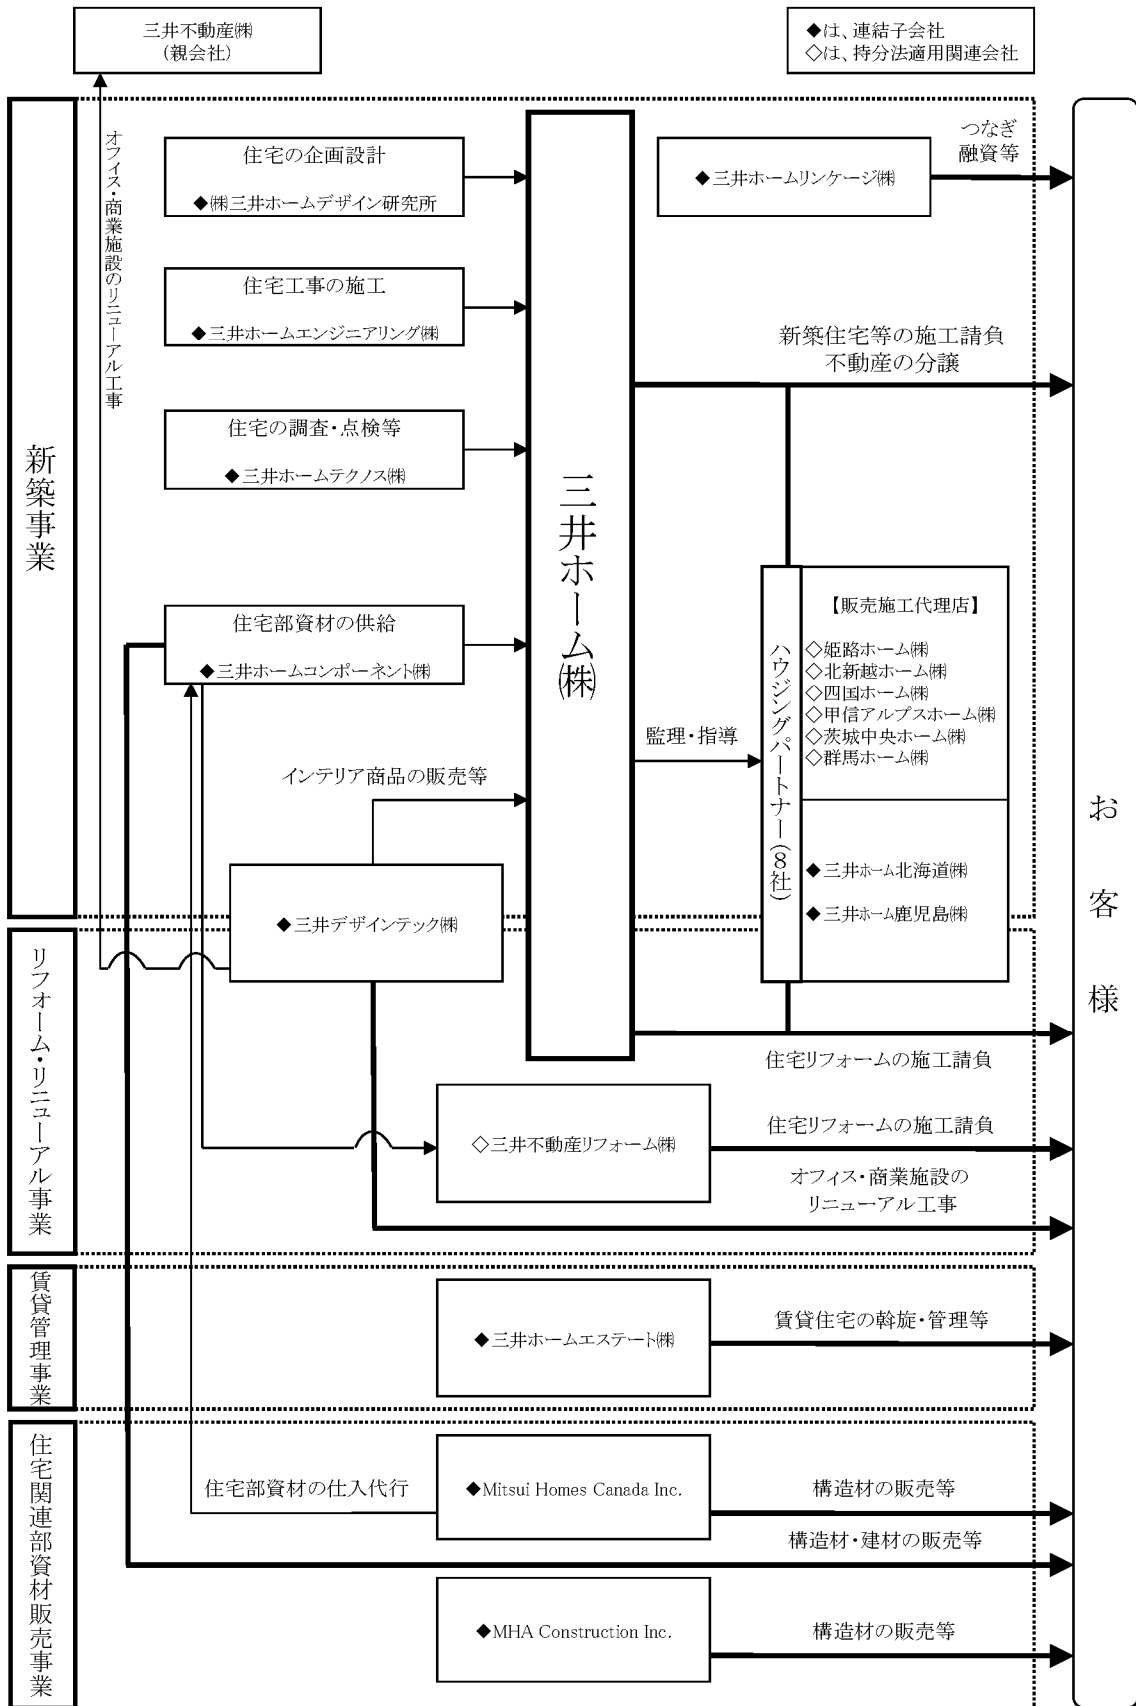 三井不動産㈱
(親会社)
◆は、連結子会社
◇は、持分法適用関連会社
オフィス・商業施設のリニューアル工事
新築事業
住宅の企画設計
◆㈱三井ホームデザイン研究所
住宅工事の施工
◆三井ホームエンジニアリング㈱
住宅の調査・点検等
◆三井ホームテクノス㈱
住宅部資材の供給
◆三井ホームコンポーネント㈱
インテリア商品の販売等
◆三井デザインテック㈱
三井ホーム㈱
◆三井ホームリンケージ㈱
つなぎ
融資等
新築住宅等の施工請負
不動産の分譲
監理・指導
ハウジングパートナー(8社)
【販売施工代理店】
◇姫路ホーム㈱
◇北新越ホーム㈱
◇四国ホーム㈱
◇甲信アルプスホーム㈱
◇茨城中央ホーム㈱
◇群馬ホーム㈱
◆三井ホーム北海道㈱
◆三井ホーム鹿児島㈱
お客様
リフォーム・リニューアル事業
住宅リフォームの施工請負
◇三井不動産リフォーム㈱
住宅リフォームの施工請負
オフィス・商業施設の
リニューアル工事
賃貸管理事業
◆三井ホームエステート㈱
賃貸住宅の斡旋・管理等
住宅関連部資材販売事業
住宅部資材の仕入代行
◆Mitsui Homes Canada Inc.
構造材の販売等
構造材・建材の販売等
◆MHA Construction Inc.
構造材の販売等